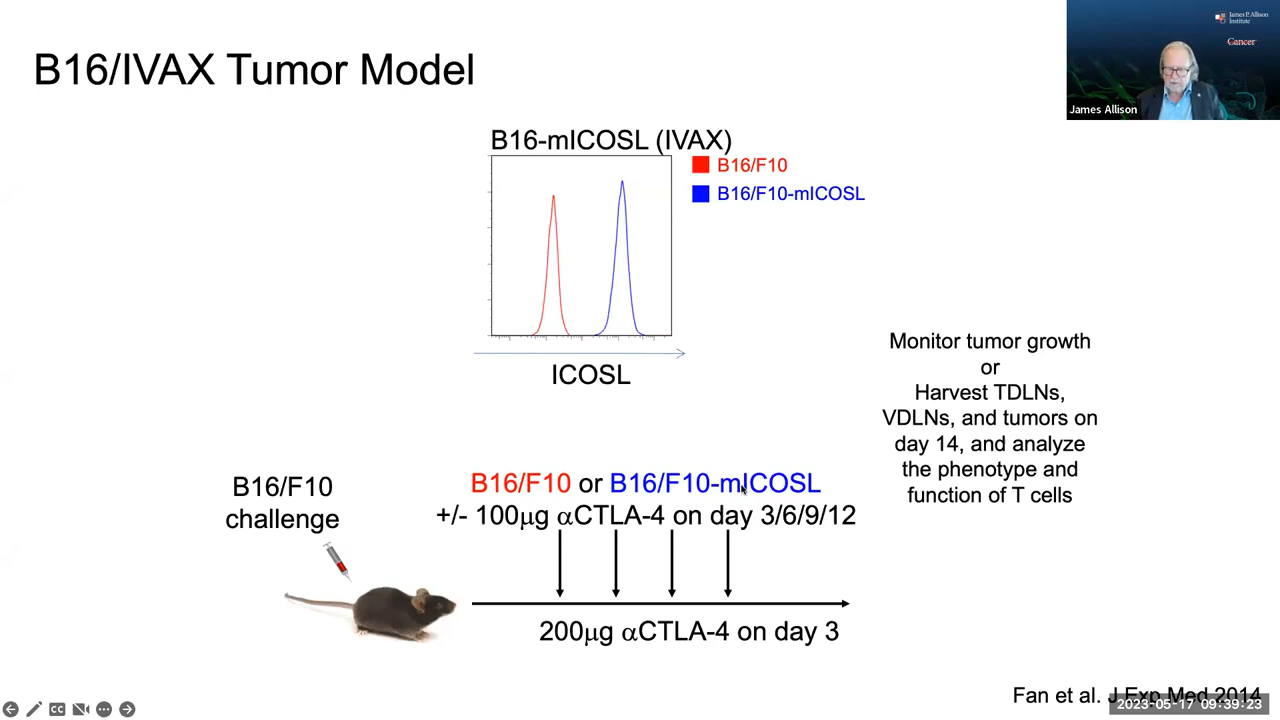 B16/IVAX Tumor Model
James P. Allison
Institute
Cancer
James Allison
B16-mICOSL (IVAX)
B16/F10
B16/F10-mICOSL
ICOSL
Monitor tumor growth
or
Harvest TDLNs,
VDLNs, and tumors on
day 14, and analyze
the phenotype and
function of T cells
B16/F10
challenge
B16/F10 or B16/F10-mICOSL
+/- 100μg αCTLA-4 on day 3/6/9/12
200μg αCTLA-4 on day 3
Fan et al. J Exp Med 2014
2023-05-17 09:39:23
CC